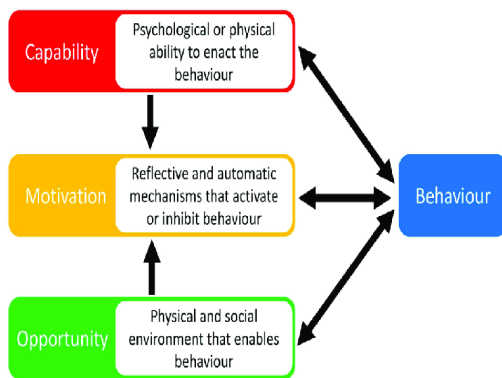 Capability
Psychological or physical
ability to enact the
behaviour
Motivation
Reflective and automatic
mechanisms that activate
or inhibit behaviour
Behaviour
Opportunity
Physical and social
environment that enables
behaviour